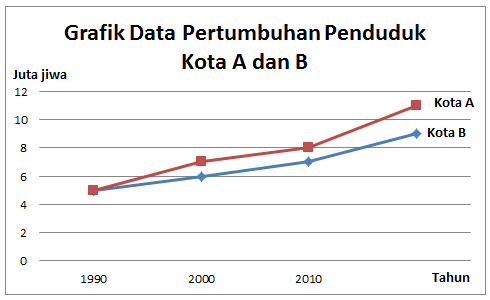 Grafik Data Pertumbuhan Penduduk
Kota A dan B
Juta jiwa
12
10
8
6
4
2
0
Kota A
Kota B
1990 2000 2010 Tahun